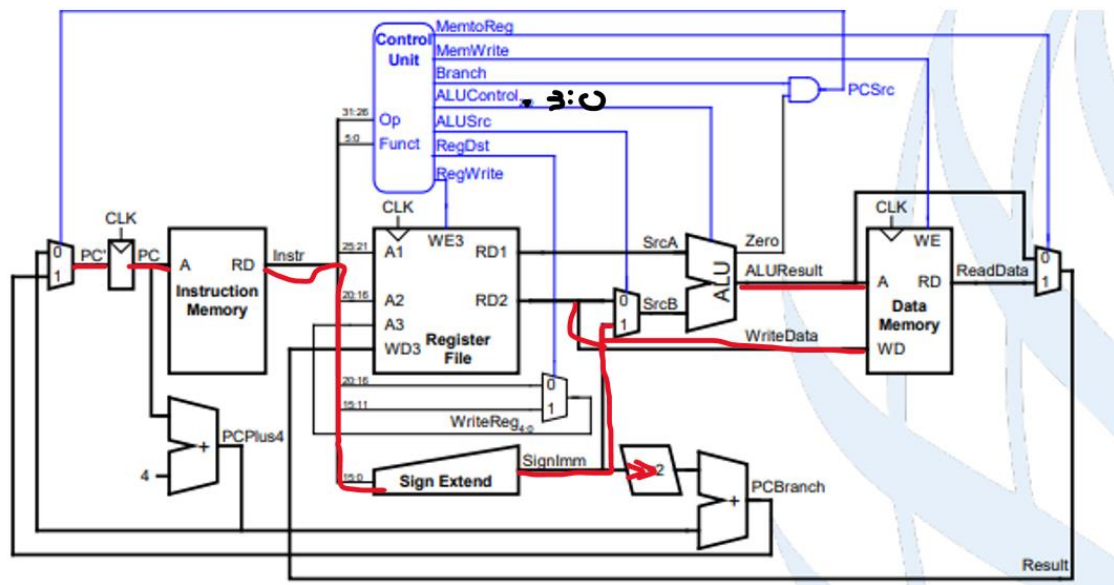 MemtoReg
Control
Unit
MemWrite
Branch
PCSrc
ALUControl
3:0
31:26
Op
ALUSrc
5:0
Funct
RegDst
RegWrite
CLK
CLK
CLK
0
1
PC'
PC
A
RD
Instr
Instruction
Memory
25:21
A1
WE3
RD1
SrcA
Zero
WE
0
1
20:16
A2
RD2
0
1
SrcB
ALU
ALUResult
A
RD
ReadData
A3
Data
Memory
WD3
Register
File
WriteData
WD
20:16
0
15:11
1
WriteReg4:0
PCPlus4
+
4
SignImm
15:0
Sign Extend
2
PCBranch
+
Result